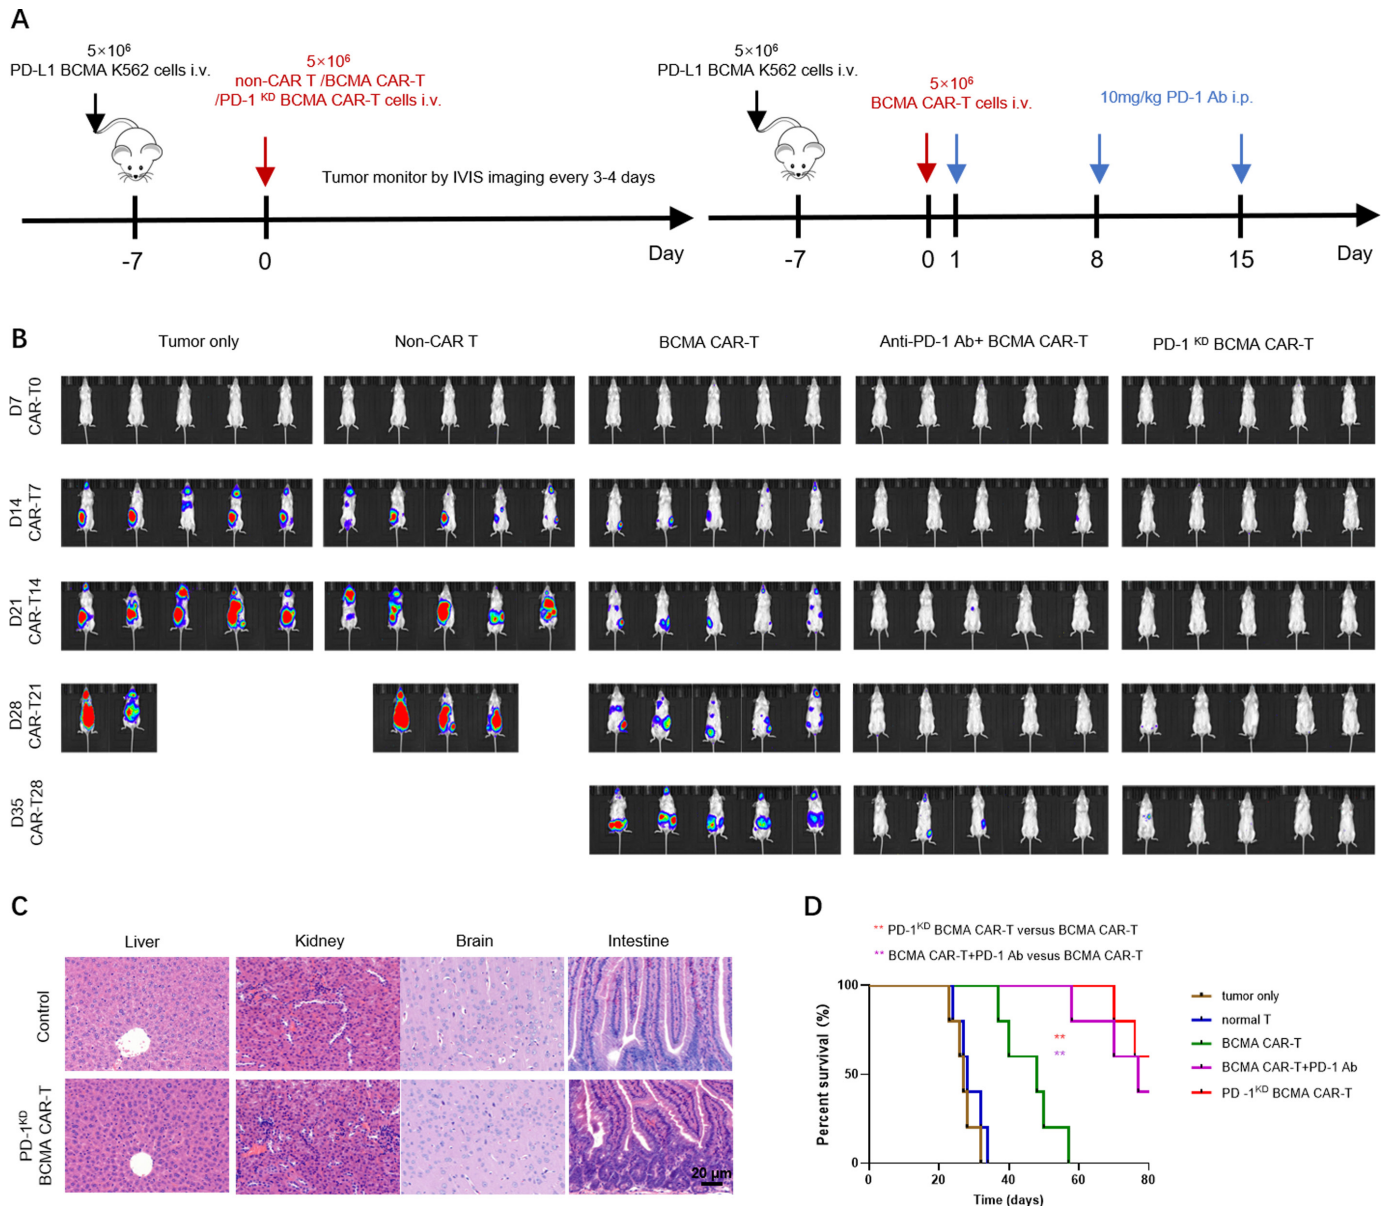 A
5×10⁶
PD-L1 BCMA K562 cells i.v.
5×10⁶
non-CAR T /BCMA CAR-T
/PD-1 ᴷᴰ BCMA CAR-T cells i.v.
Tumor monitor by IVIS imaging every 3-4 days
-7
0
Day
5×10⁶
PD-L1 BCMA K562 cells i.v.
5×10⁶
BCMA CAR-T cells i.v.
10mg/kg PD-1 Ab i.p.
-7
0
1
8
15
Day
B
Tumor only
Non-CAR T
BCMA CAR-T
Anti-PD-1 Ab+ BCMA CAR-T
PD-1 ᴷᴰ BCMA CAR-T
D7
CAR-T0
D14
CAR-T7
D21
CAR-T14
D28
CAR-T21
D35
CAR-T28
C
Liver
Kidney
Brain
Intestine
Control
PD-1ᴷᴰ
BCMA CAR-T
20 μm
D
** PD-1ᴷᴰ BCMA CAR-T versus BCMA CAR-T
** BCMA CAR-T+PD-1 Ab vesus BCMA CAR-T
Percent survival (%)
100
50
0
**
**
0
20
40
60
80
Time (days)
tumor only
normal T
BCMA CAR-T
BCMA CAR-T+PD-1 Ab
PD -1ᴷᴰ BCMA CAR-T